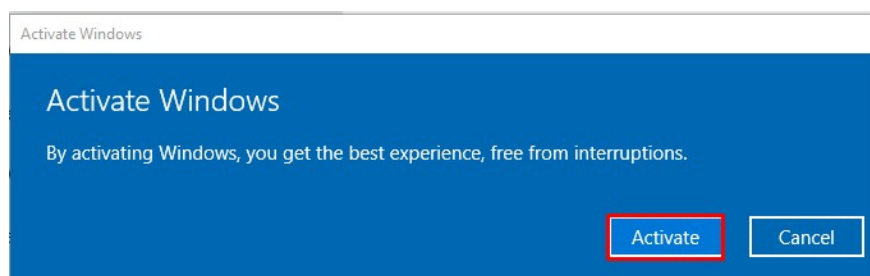 Activate Windows
Activate Windows
By activating Windows, you get the best experience, free from interruptions.
Activate Cancel